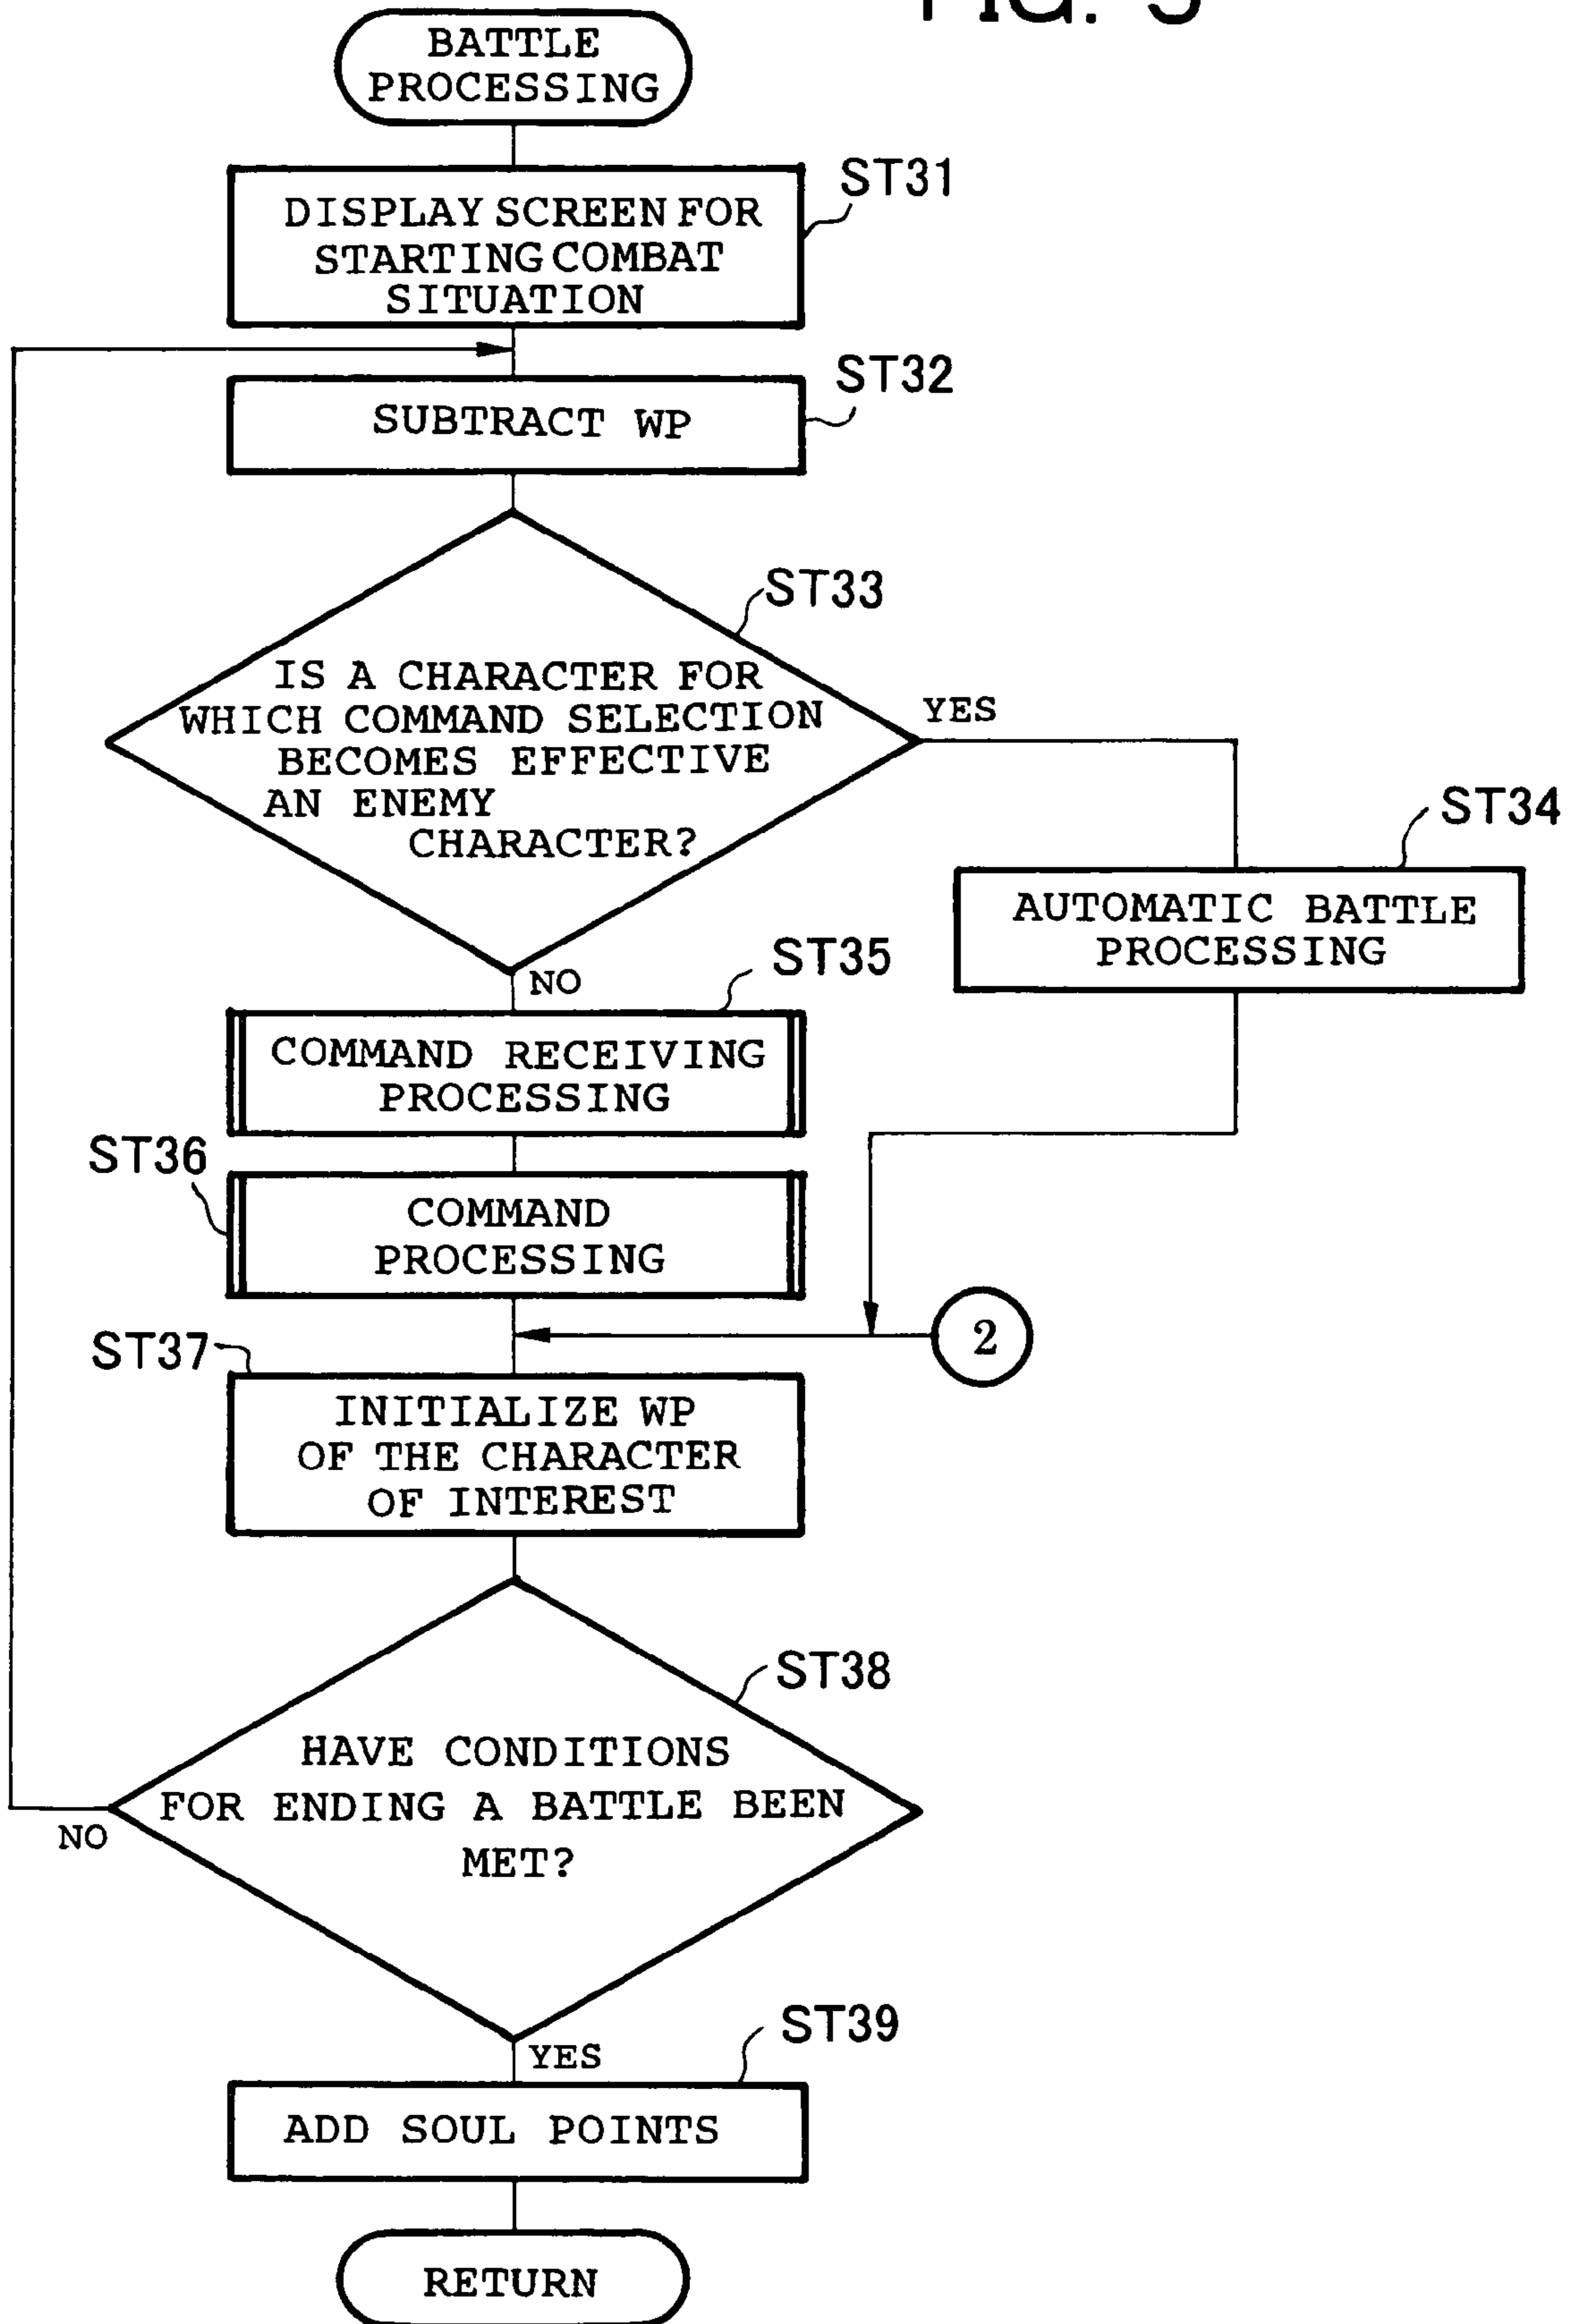 BATTLE
PROCESSING
ST31
DISPLAY SCREEN FOR
STARTING COMBAT
SITUATION
ST32
SUBTRACT WP
ST33
IS A CHARACTER FOR
WHICH COMMAND SELECTION
BECOMES EFFECTIVE
AN ENEMY
CHARACTER?
YES
ST34
AUTOMATIC BATTLE
PROCESSING
NO
ST35
COMMAND RECEIVING
PROCESSING
ST36
COMMAND
PROCESSING
2
ST37
INITIALIZE WP
OF THE CHARACTER
OF INTEREST
ST38
HAVE CONDITIONS
FOR ENDING A BATTLE BEEN
MET?
NO
YES
ST39
ADD SOUL POINTS
RETURN